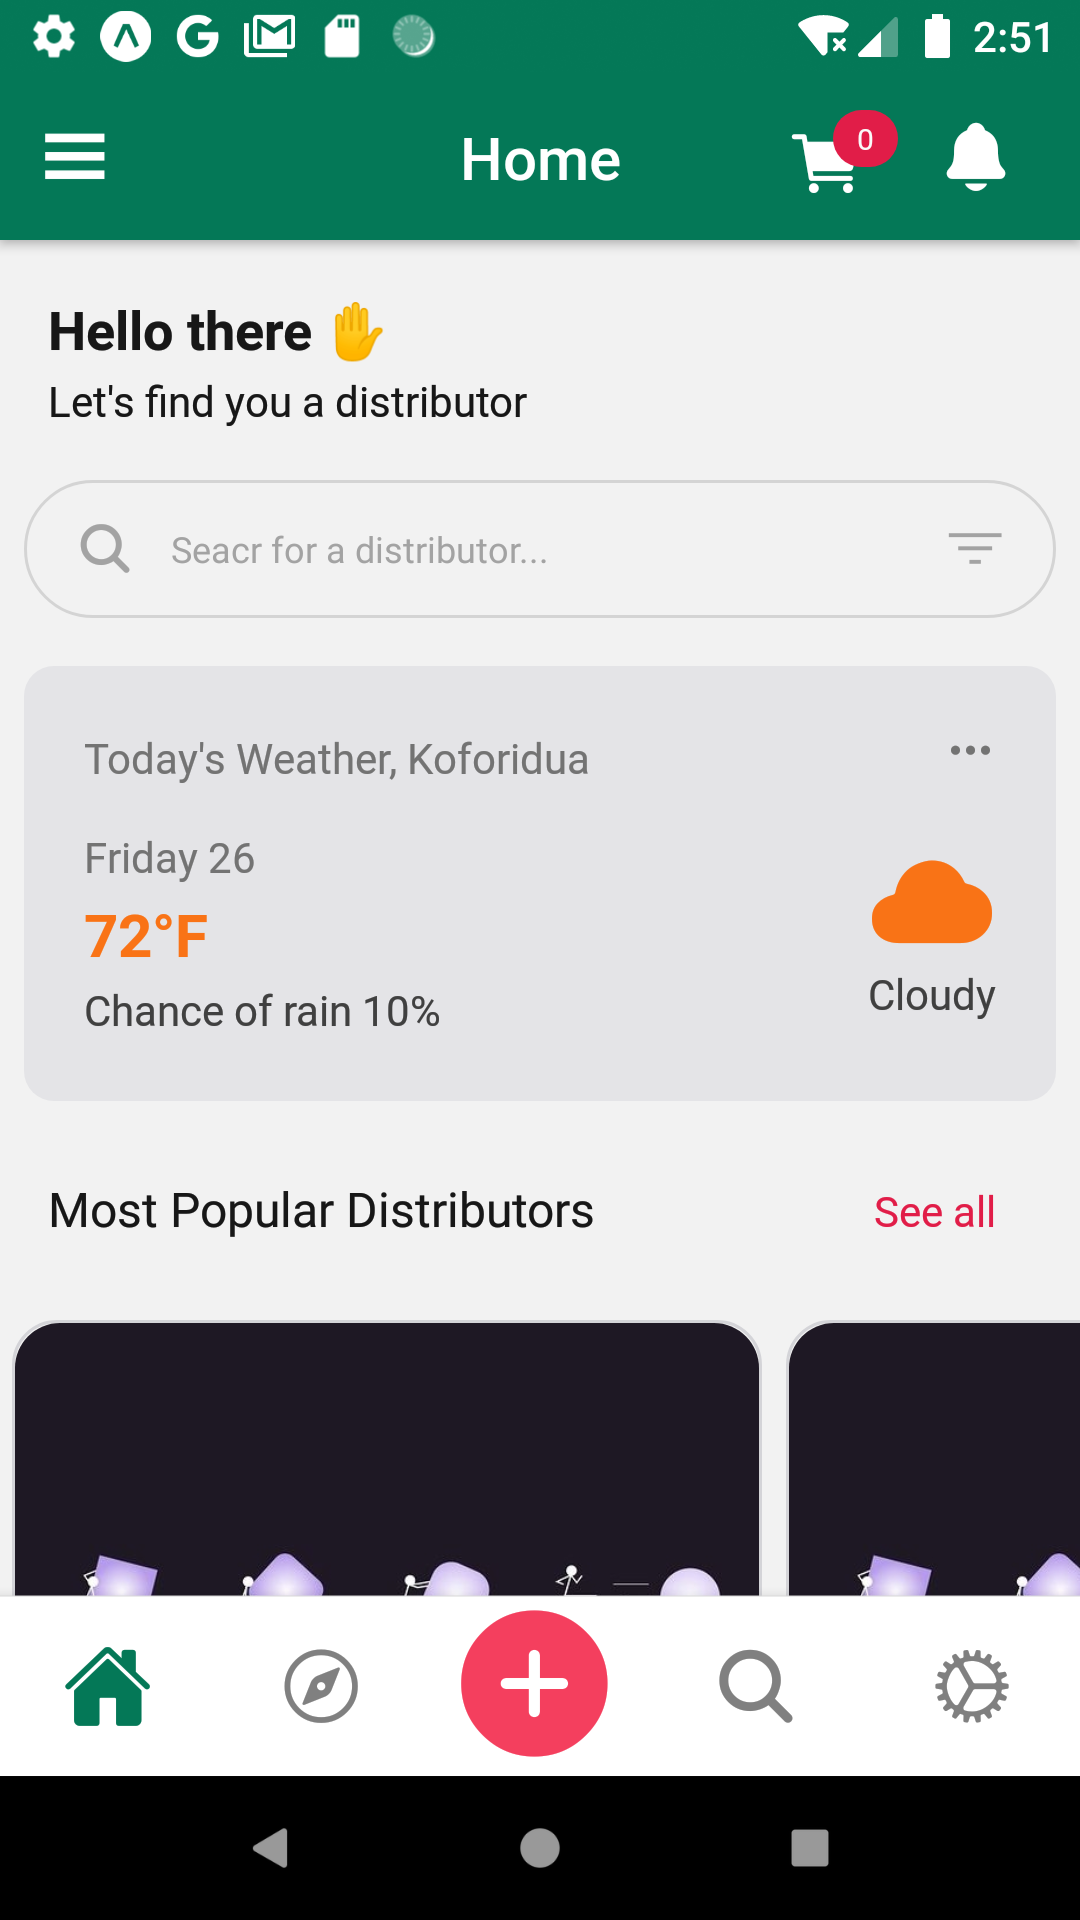 2:51
Home
0
Hello there ✋
Let's find you a distributor
Seacr for a distributor...
Today's Weather, Koforidua
Friday 26
72°F
Chance of rain 10%
Cloudy
Most Popular Distributors
See all